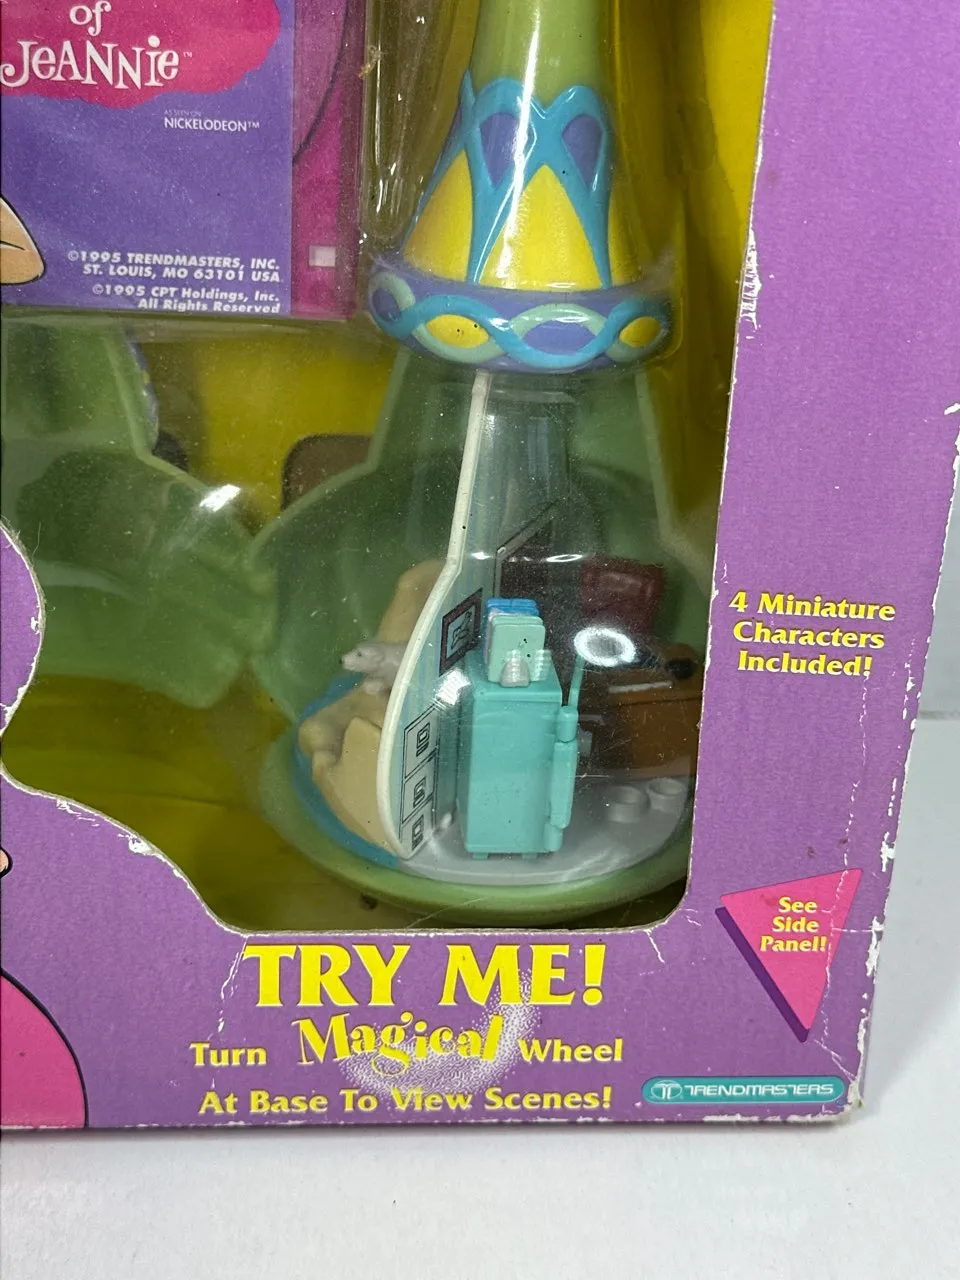 of
JeANNie™
AS SEEN ON
NICKELODEON™
©1995 TRENDMASTERS, INC.
ST. LOUIS, MO 63101 USA
©1995 CPT Holdings, Inc.
All Rights Reserved
4 Miniature
Characters
Included!
See
Side
Panel!
TRY ME!
Turn Magical Wheel
At Base To View Scenes!
TRENDMASTERS